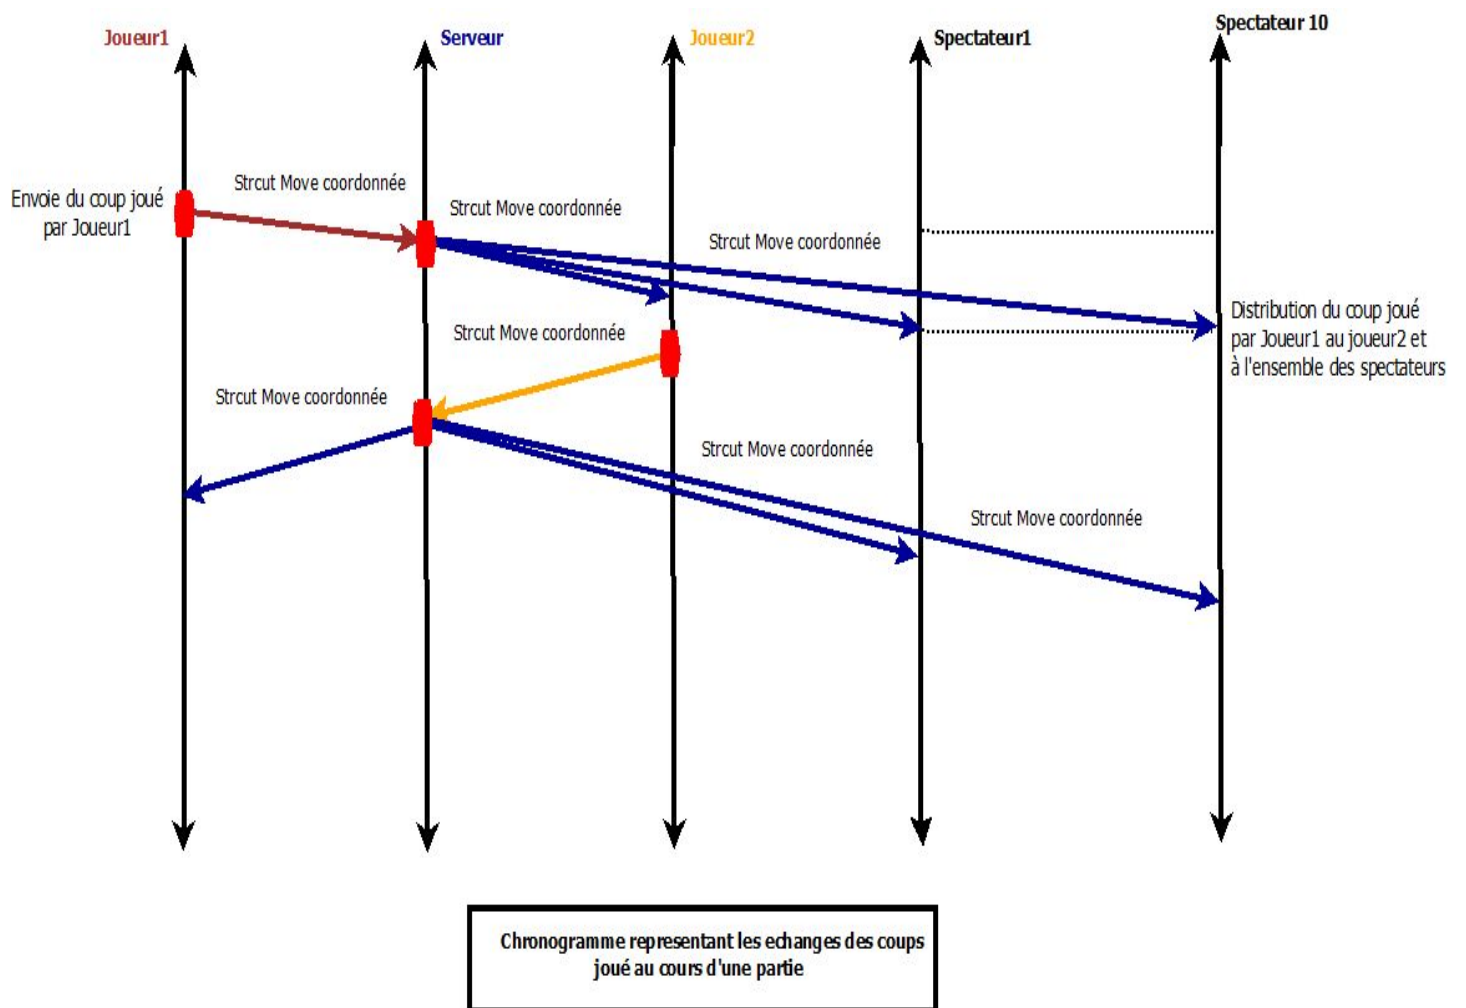 Joueur1
Serveur
Joueur2
Spectateur1
Spectateur 10
Envoie du coup joué
par Joueur1
Strcut Move coordonnée
Strcut Move coordonnée
Strcut Move coordonnée
Distribution du coup joué
par Joueur1 au joueur2 et
à l'ensemble des spectateurs
Strcut Move coordonnée
Strcut Move coordonnée
Strcut Move coordonnée
Strcut Move coordonnée
Chronogramme representant les echanges des coups
joué au cours d'une partie